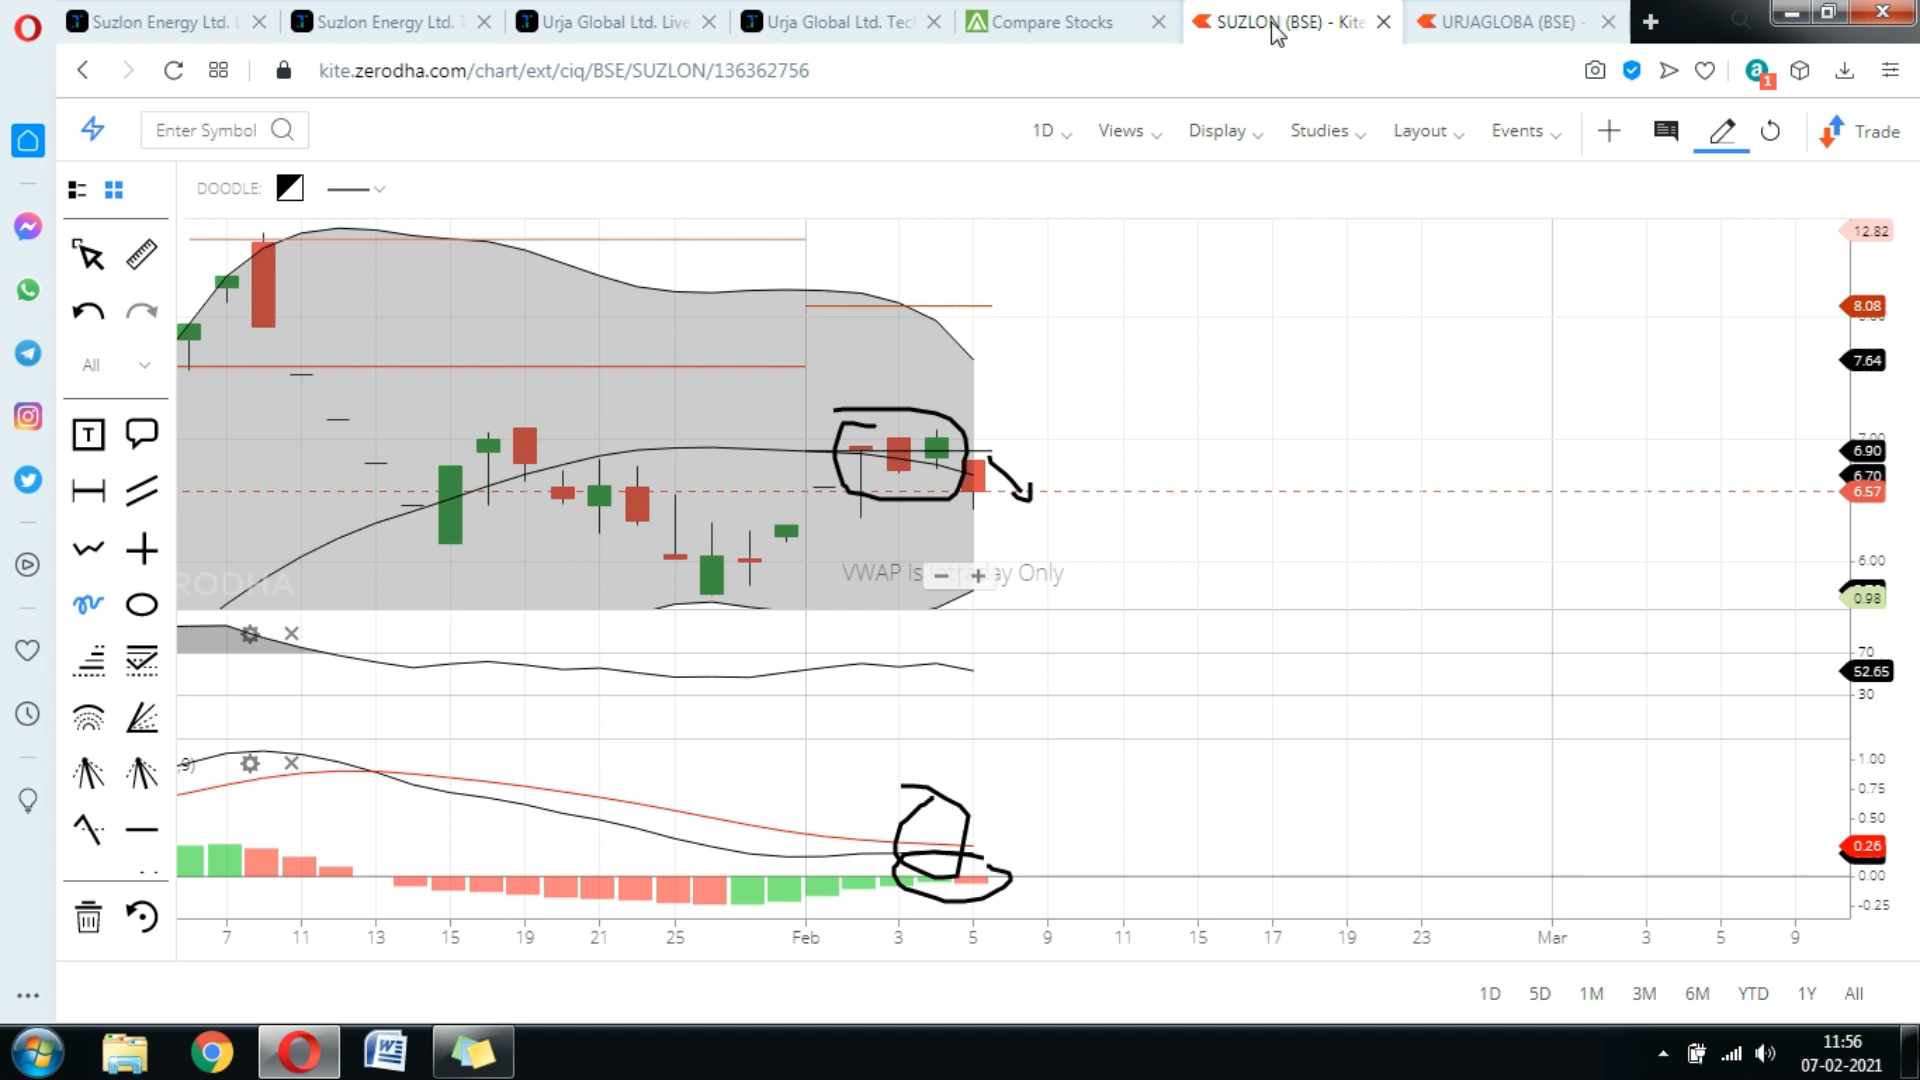 Suzlon Energy Ltd. L
Suzlon Energy Ltd. T
Urja Global Ltd. Live
Urja Global Ltd. Tec
Compare Stocks
SUZLON (BSE) - Kite
URJAGLOBA (BSE) -
kite.zerodha.com/chart/ext/ciq/BSE/SUZLON/136362756
1
Enter Symbol
1D
Views
Display
Studies
Layout
Events
Trade
DOODLE:
All
T
12.82
8.08
7.64
7.00
6.90
6.70
6.57
6.00
0.98
VWAP is Intraday Only
70
52.65
30
,9)
1.00
0.75
0.50
0.26
0.00
-0.25
7 11 13 15 19 21 25 Feb 3 5 9 11 15 17 19 23 Mar 3 5 9
1D 5D 1M 3M 6M YTD 1Y All
11:56
07-02-2021